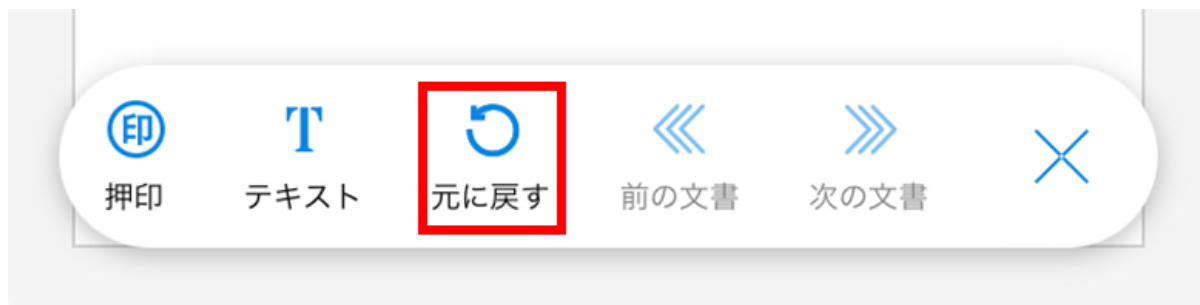 印
T
押印
テキスト
元に戻す
前の文書
次の文書